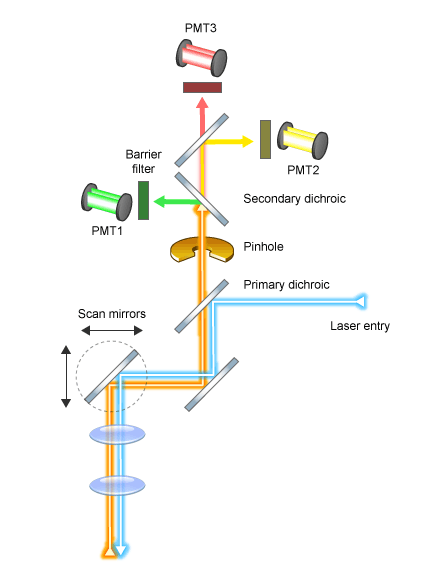 PMT3
Barrier
filter
PMT2
Secondary dichroic
PMT1
Pinhole
Primary dichroic
Scan mirrors
Laser entry